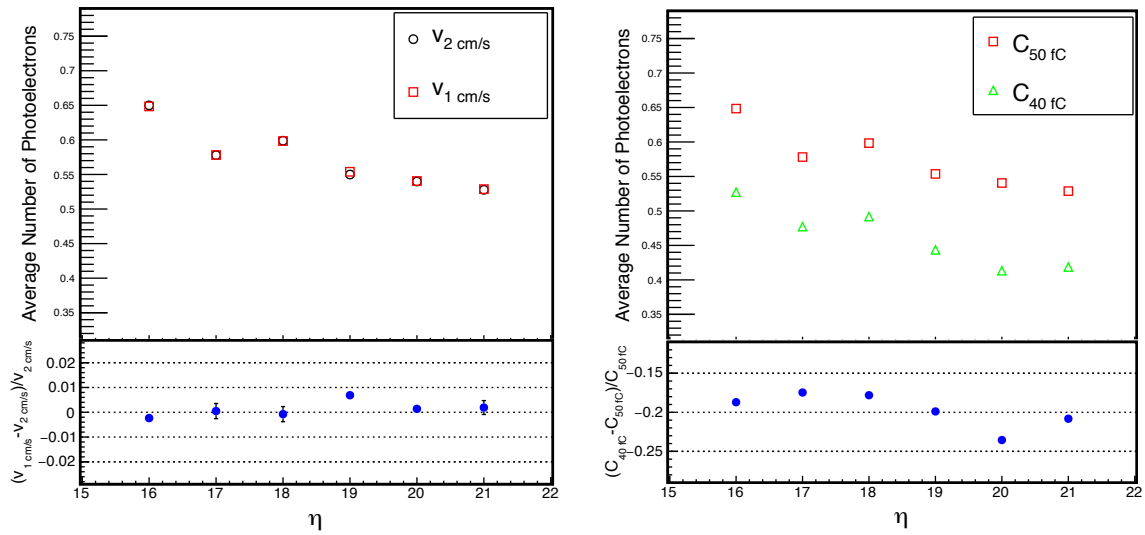 Average Number of Photoelectrons
0.75
0.7
0.65
0.6
0.55
0.5
0.45
0.4
0.35
v2 cm/s
v1 cm/s
(v1 cm/s-v2 cm/s)/v2 cm/s
0.02
0.01
0
−0.01
−0.02
15 16 17 18 19 20 21 22
η
Average Number of Photoelectrons
0.75
0.7
0.65
0.6
0.55
0.5
0.45
0.4
0.35
C50 fC
C40 fC
(C40 fC-C50 fC)/C50 fC
−0.15
−0.2
−0.25
15 16 17 18 19 20 21 22
η